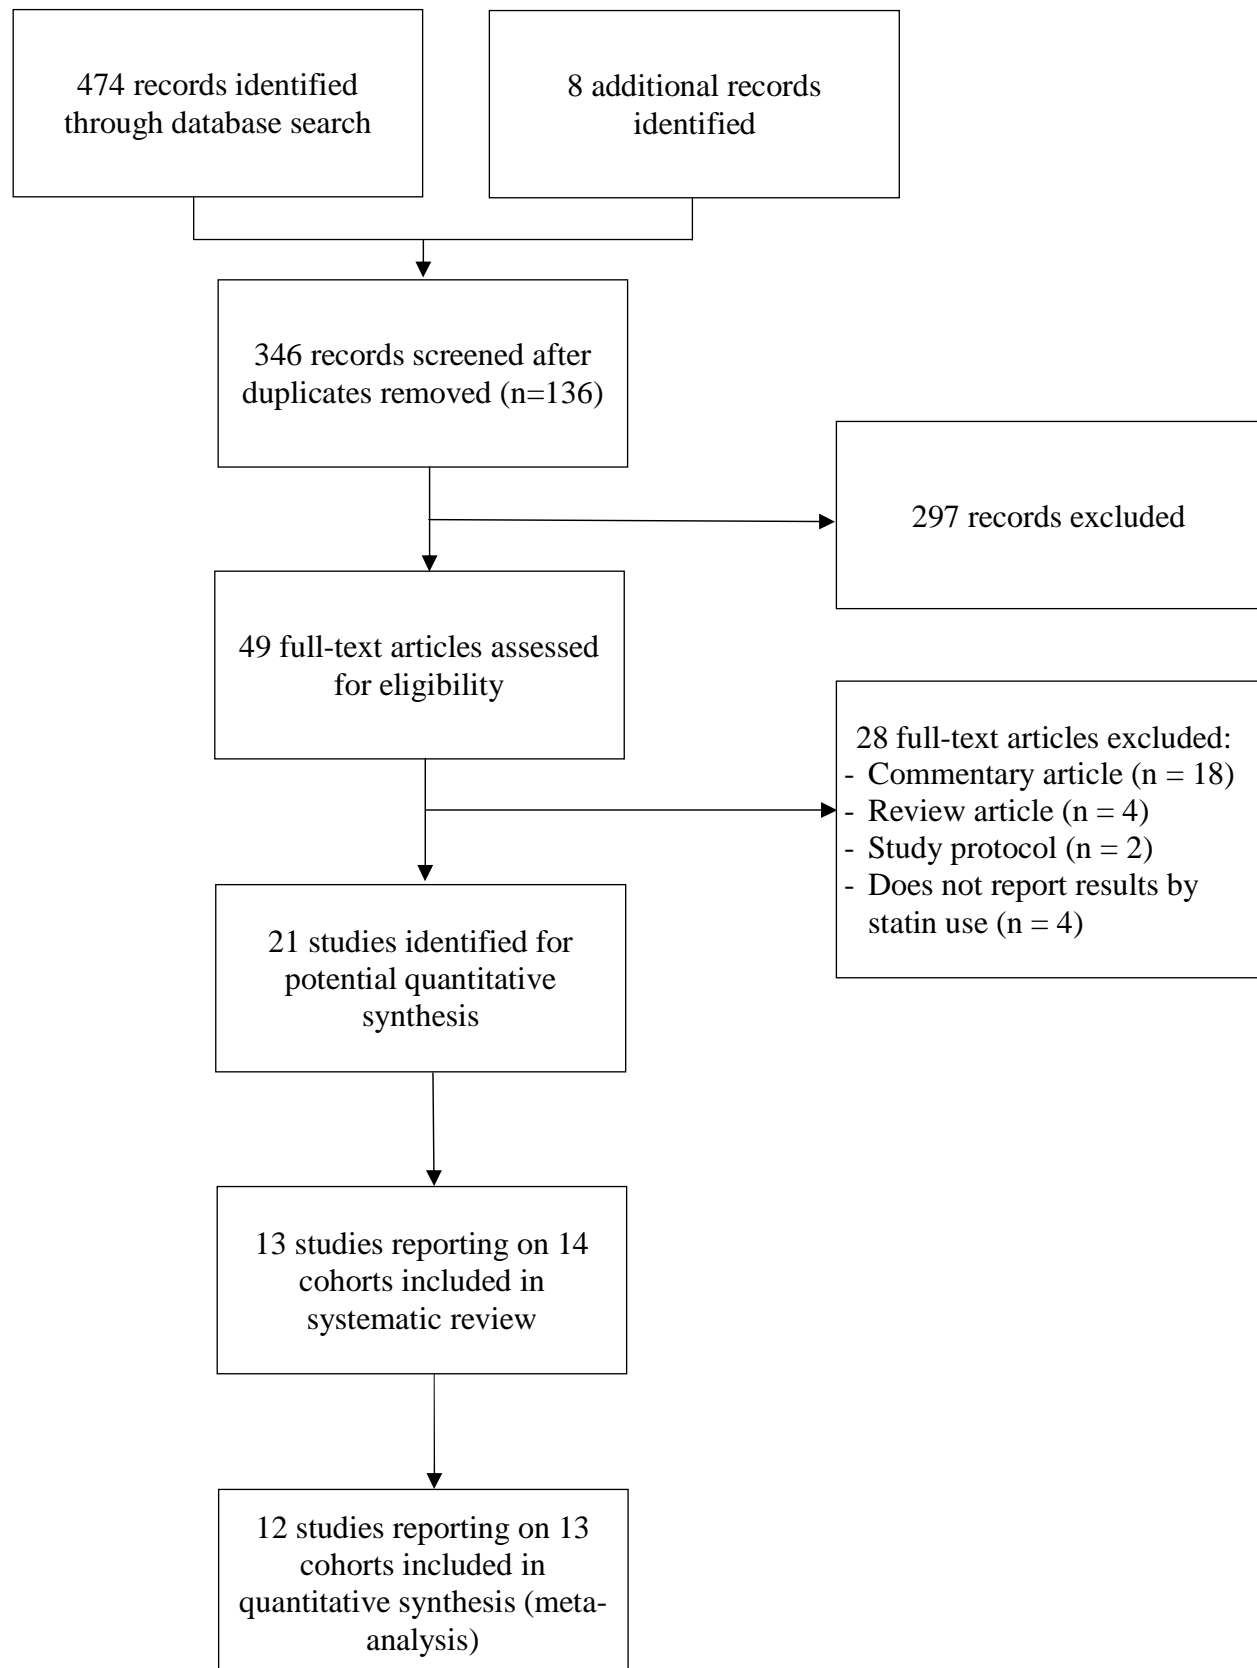 474 records identified
through database search
8 additional records
identified
346 records screened after
duplicates removed (n=136)
297 records excluded
49 full-text articles assessed
for eligibility
28 full-text articles excluded:
- Commentary article (n = 18)
- Review article (n = 4)
- Study protocol (n = 2)
- Does not report results by
statin use (n = 4)
21 studies identified for
potential quantitative
synthesis
13 studies reporting on 14
cohorts included in
systematic review
12 studies reporting on 13
cohorts included in
quantitative synthesis (meta-
analysis)